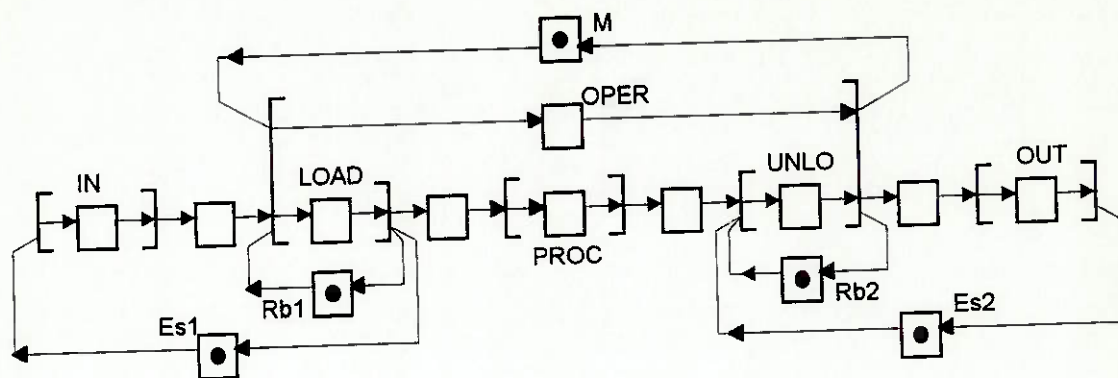 M
OPER
IN
LOAD
UNLO
OUT
PROC
Rb1
Rb2
Es1
Es2